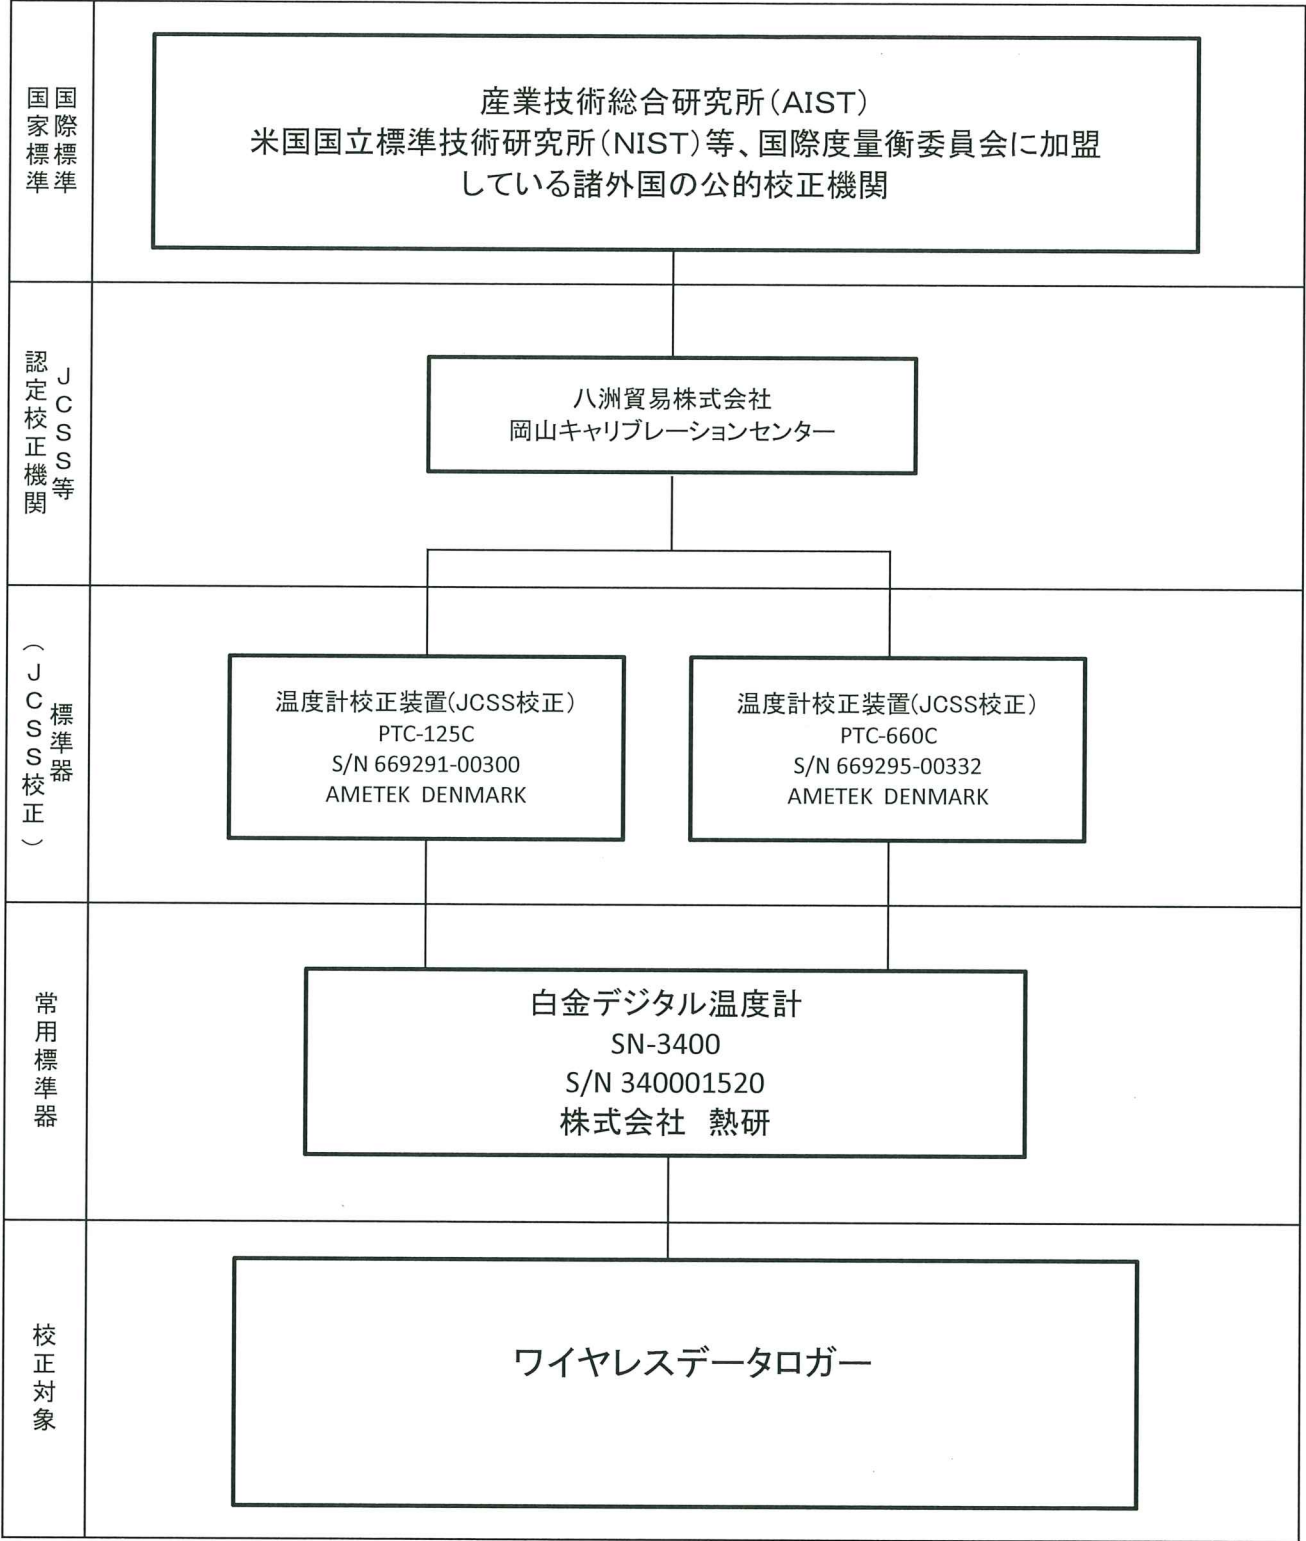 国際標準
国家標準
産業技術総合研究所（AIST）
米国国立標準技術研究所（NIST）等、国際度量衡委員会に加盟
している諸外国の公的校正機関
JCSS等
認定校正機関
八洲貿易株式会社
岡山キャリブレーションセンター
標準器
（JCSS校正）
温度計校正装置(JCSS校正）
PTC-125C
S/N 669291-00300
AMETEK DENMARK
温度計校正装置(JCSS校正）
PTC-660C
S/N 669295-00332
AMETEK DENMARK
常用標準器
白金デジタル温度計
SN-3400
S/N 340001520
株式会社　熱研
校正対象
ワイヤレスデータロガー